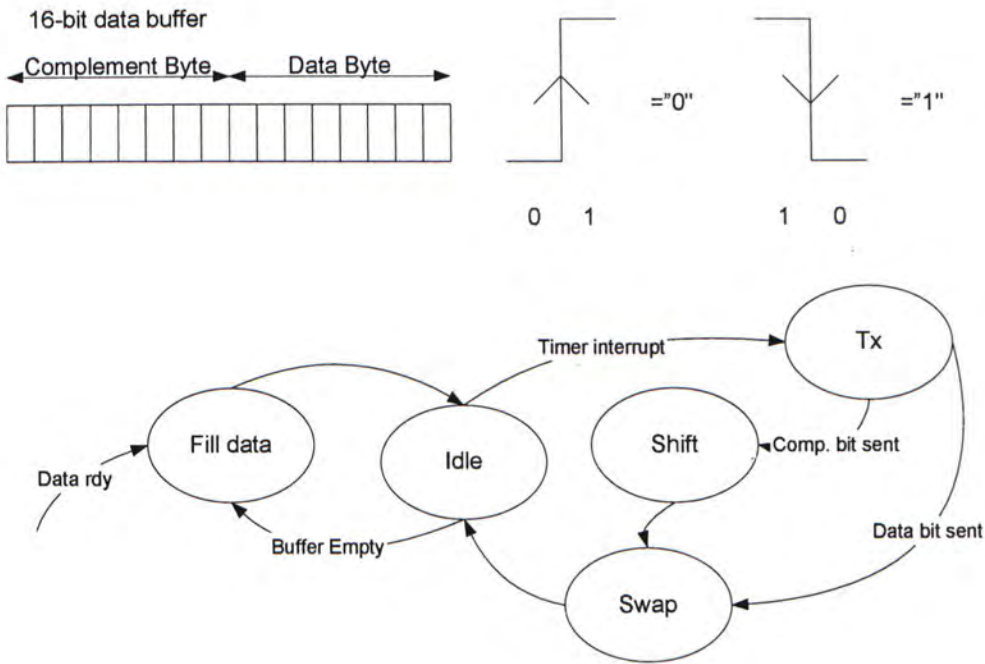 16-bit data buffer
Complement Byte Data Byte
="0" ="1"
0 1 1 0
Tx
Timer interrupt
Fill data
Idle
Shift
Comp. bit sent
Data rdy
Buffer Empty
Data bit sent
Swap